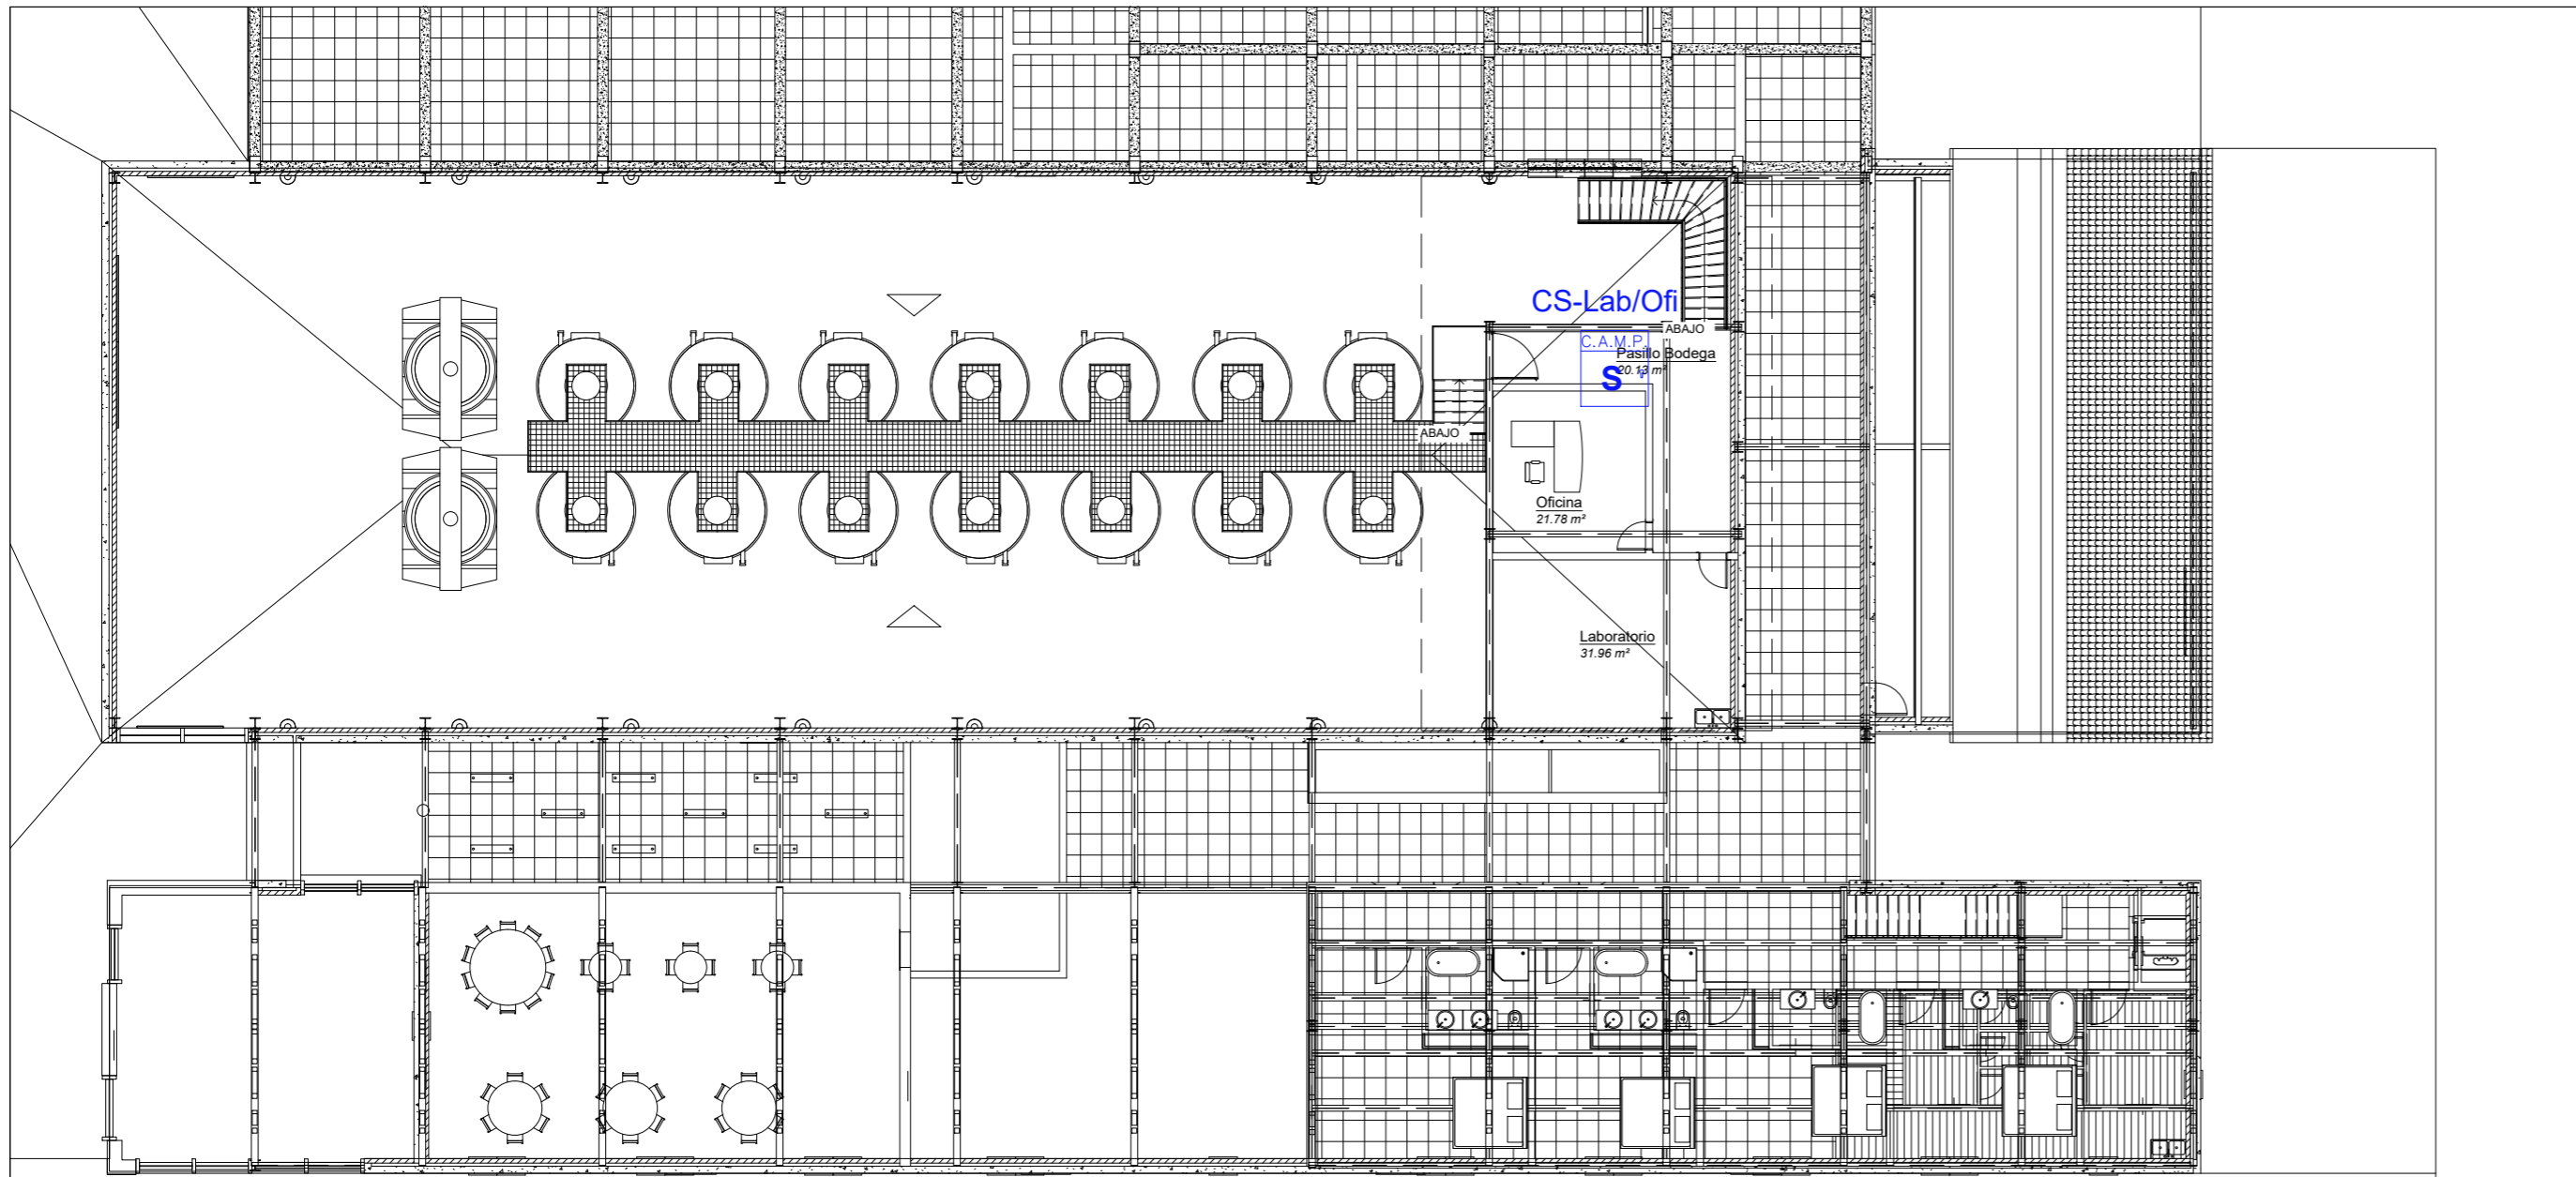 CS-Lab/Ofi
ABAJO
C.A.M.P.
Pasillo Bodega
20.13 m²
S
ABAJO
Oficina
21.78 m²
Laboratorio
31.96 m²